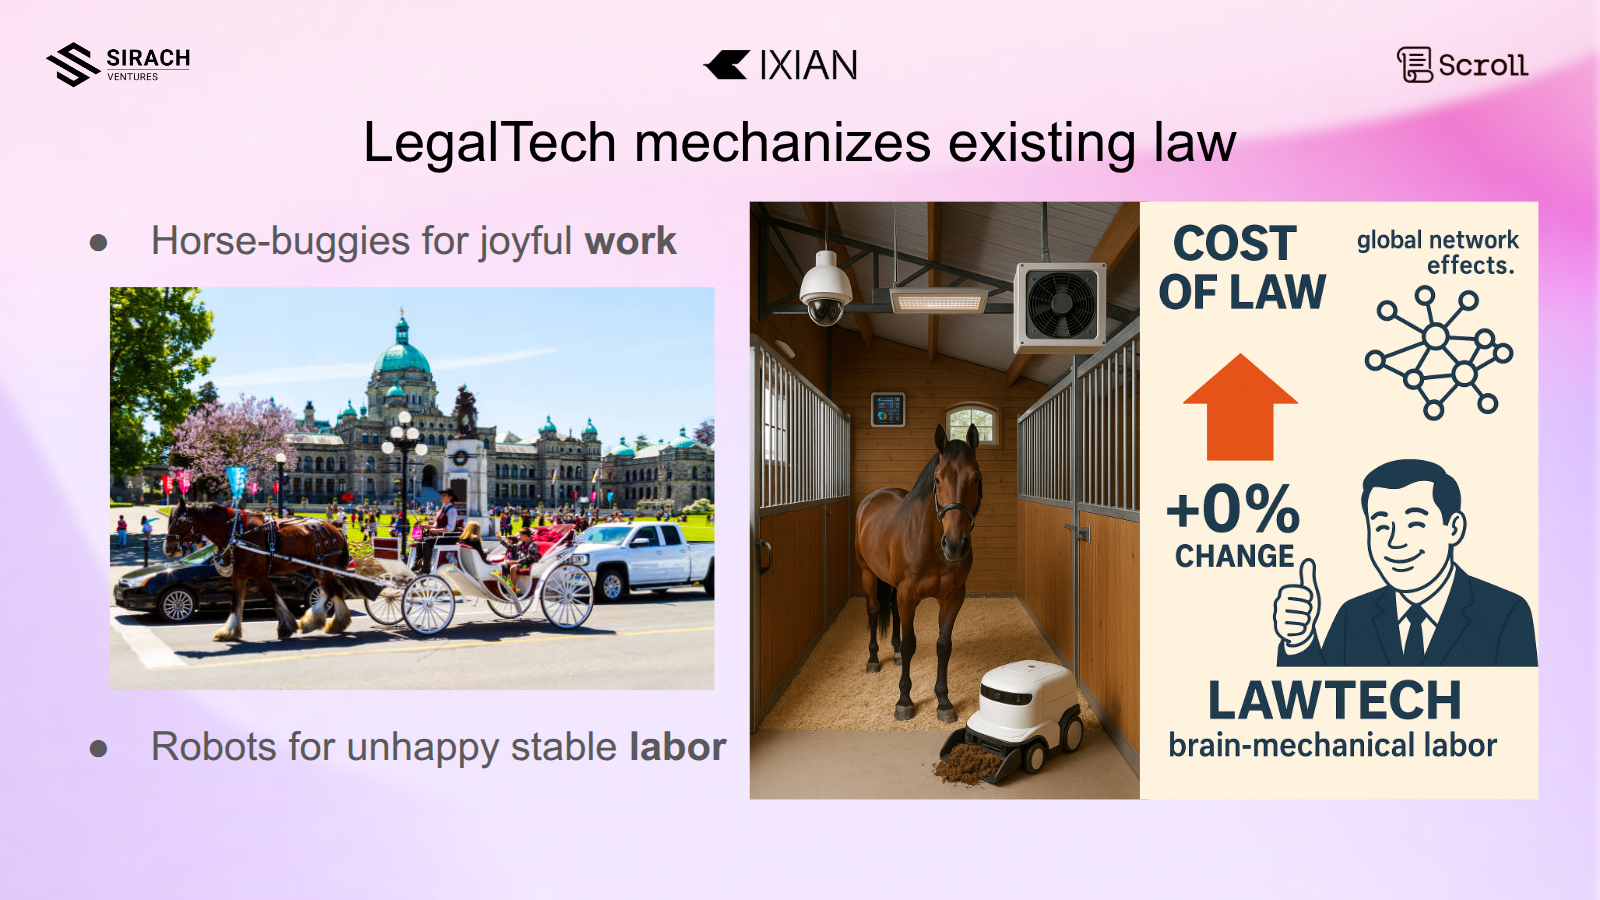 SIRACH
VENTURES
IXIAN
Scroll
LegalTech mechanizes existing law
● Horse-buggies for joyful work
● Robots for unhappy stable labor
COST
OF LAW
global network
effects.
+0%
CHANGE
LAWTECH
brain-mechanical labor